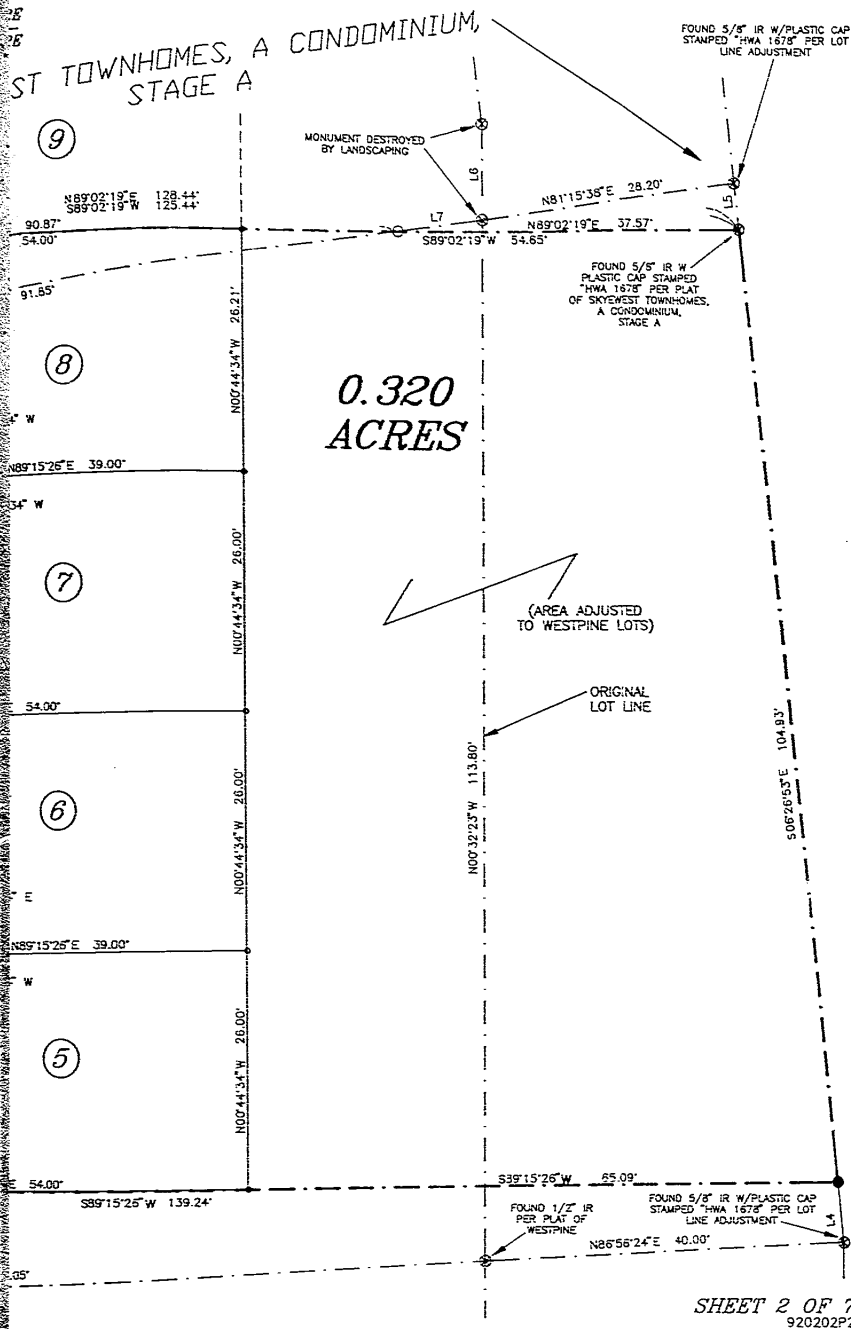 ST TOWNHOMES, A CONDOMINIUM,
STAGE A
FOUND 5/8" IR W/PLASTIC CAP
STAMPED "HWA 1678" PER LOT
LINE ADJUSTMENT
9
MONUMENT DESTROYED
BY LANDSCAPING
L6
L5
N81°15'38"E 28.20'
N89°02'19"E 128.44'
S89°02'19"W 125.44'
90.87'
54.00'
L7
N89°02'19"E 37.57'
S89°02'19"W 54.65'
91.85'
FOUND 5/8" IR W
PLASTIC CAP STAMPED
"HWA 1678" PER PLAT
OF SKYEWEST TOWNHOMES,
A CONDOMINIUM,
STAGE A
N00°44'34"W 26.21'
8
0.320
ACRES
W
N89°15'26"E 39.00'
34" W
N00°44'34"W 26.00'
7
(AREA ADJUSTED
TO WESTPINE LOTS)
54.00'
ORIGINAL
LOT LINE
N00°32'23"W 113.80'
S06°26'53"E 104.93'
N00°44'34"W 26.00'
6
E
N89°15'26"E 39.00'
W
N00°44'34"W 26.00'
5
E 54.00'
S89°15'26"W 65.09'
S89°15'26"W 139.24'
FOUND 1/2" IR
PER PLAT OF
WESTPINE
FOUND 5/8" IR W/PLASTIC CAP
STAMPED "HWA 1678" PER LOT
LINE ADJUSTMENT
L4
N86°56'24"E 40.00'
.05'
SHEET 2 OF 7
920202P2